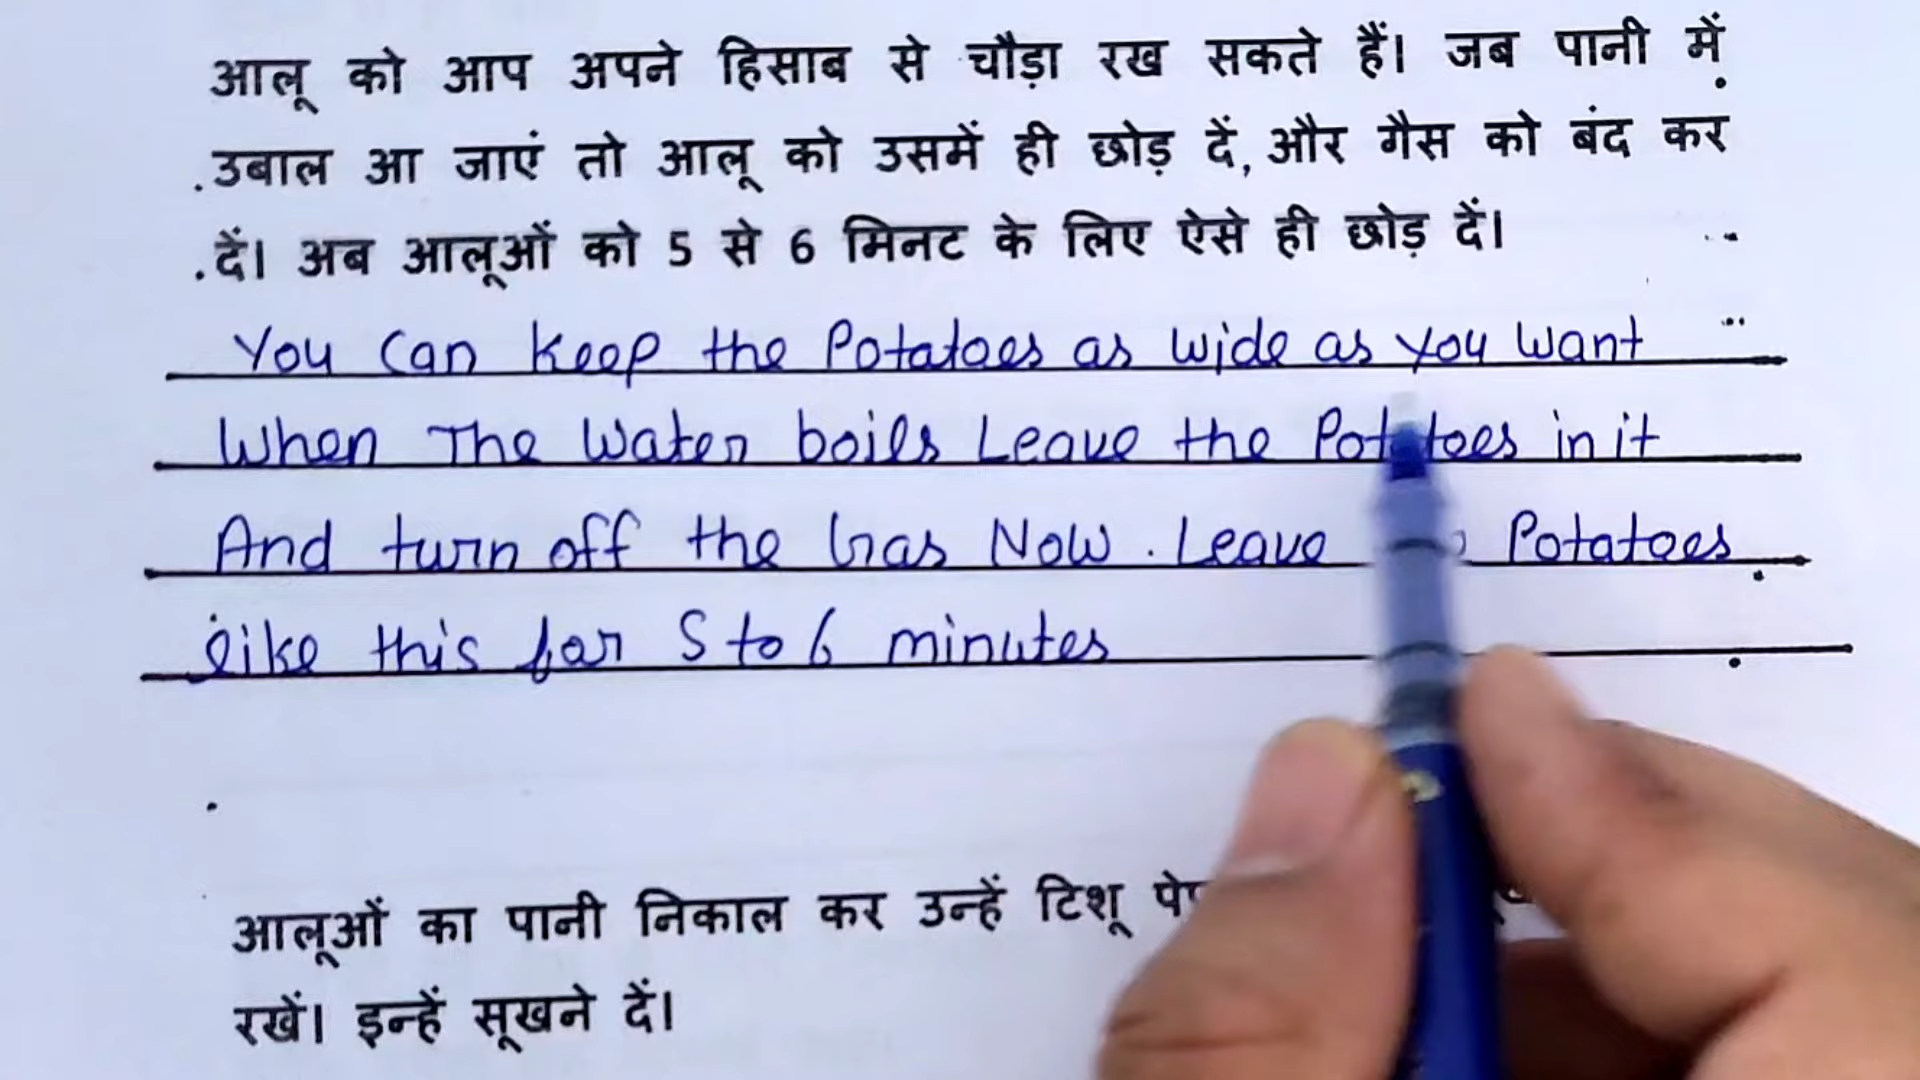 आलू को आप अपने हिसाब से चौड़ा रख सकते हैं। जब पानी में
उबाल आ जाएं तो आलू को उसमें ही छोड़ दें, और गैस को बंद कर
दें। अब आलूओं को 5 से 6 मिनट के लिए ऐसे ही छोड़ दें।
You Can Keep the Potatoes as Wide as you Want
When The Water boils Leave the Potatoes in it
And turn off the Gas Now. Leave Potatoes
like this for 5 to 6 minutes
आलूओं का पानी निकाल कर उन्हें टिशू
रखें। इन्हें सूखने दें।